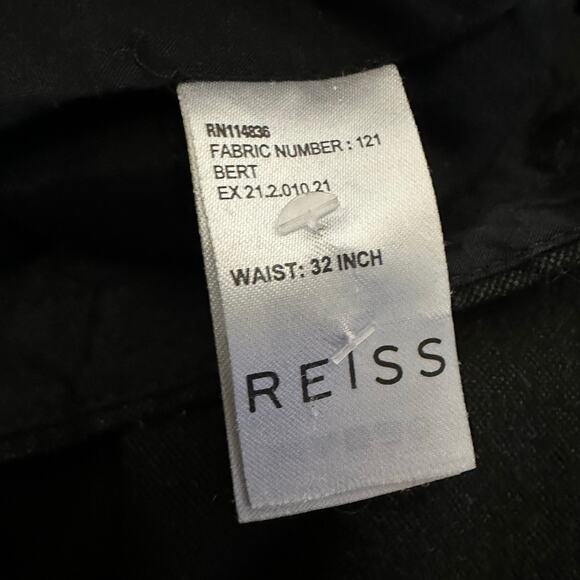 RN114836
FABRIC NUMBER : 121
BERT
EX 21.2.010.21
WAIST: 32 INCH
REISS